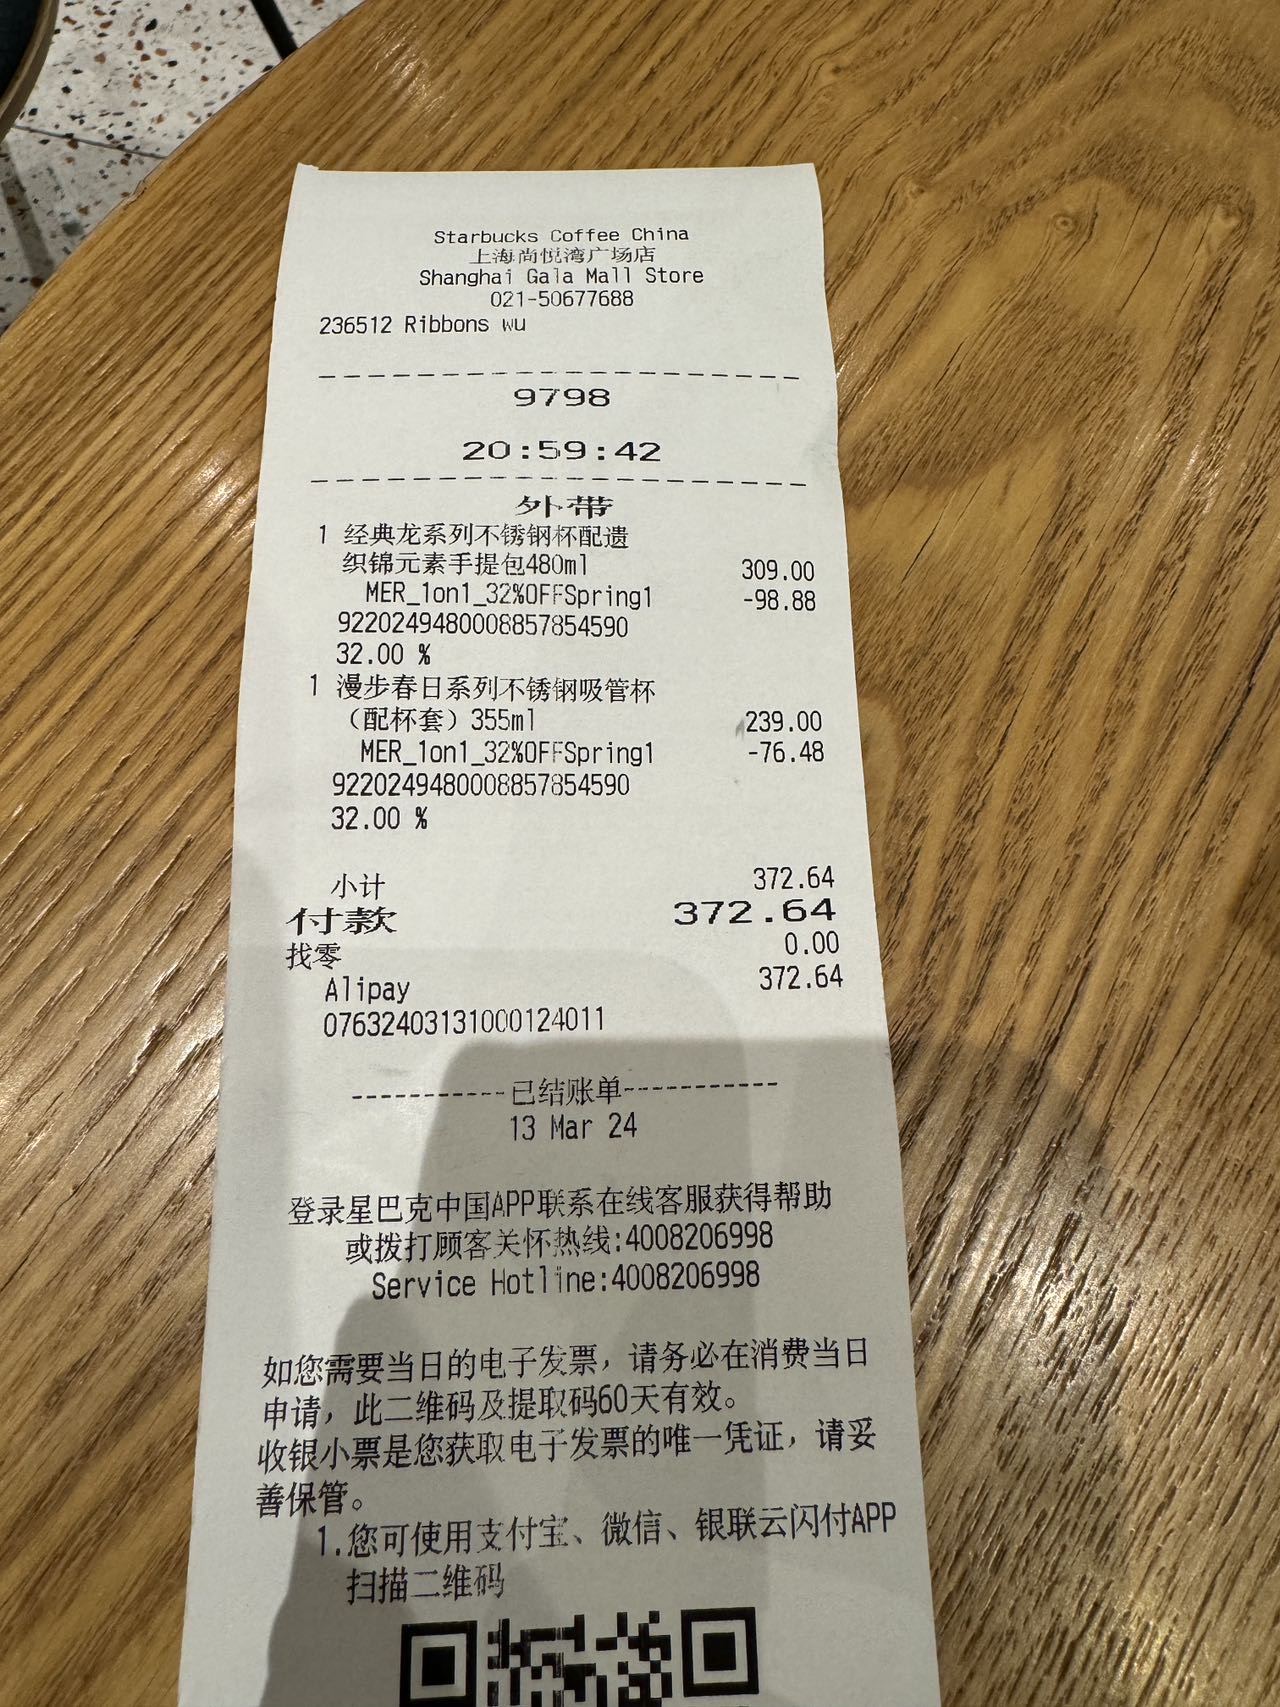 Starbucks Coffee China
上海尚悦湾广场店
Shanghai Gala Mall Store
021-50677688
236512 Ribbons wu
9798
20:59:42
外带
1 经典龙系列不锈钢杯配遗
织锦元素手提包480ml 309.00
MER_1on1_32%OFFSpring1 -98.88
9220249480008857854590
32.00 %
1 漫步春日系列不锈钢吸管杯
（配杯套）355ml 239.00
MER_1on1_32%OFFSpring1 -76.48
9220249480008857854590
32.00 %
小计 372.64
付款 372.64
找零 0.00
Alipay 372.64
07632403131000124011
-----------已结账单-----------
13 Mar 24
登录星巴克中国APP联系在线客服获得帮助
或拨打顾客关怀热线:4008206998
Service Hotline:4008206998
如您需要当日的电子发票，请务必在消费当日
申请，此二维码及提取码60天有效。
收银小票是您获取电子发票的唯一凭证，请妥
善保管。
1.您可使用支付宝、微信、银联云闪付APP
扫描二维码